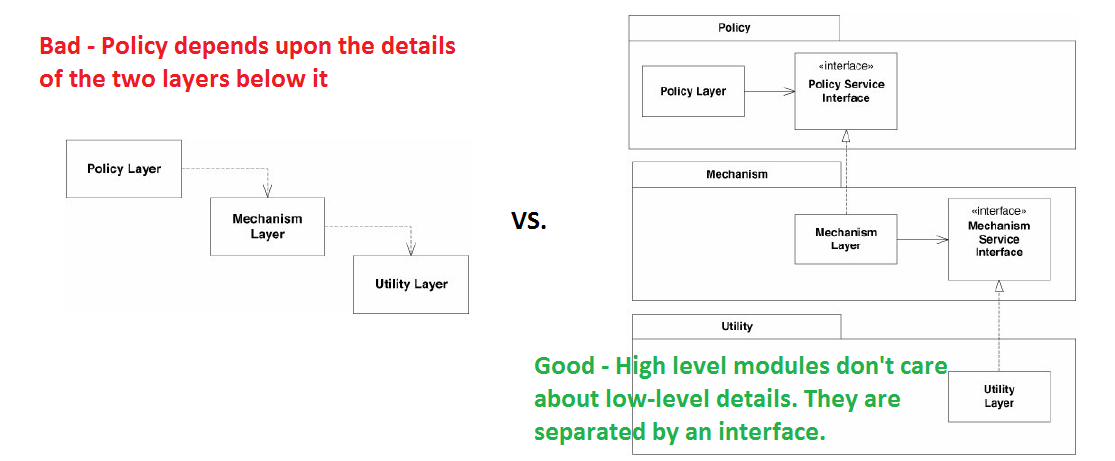 Bad - Policy depends upon the details
of the two layers below it
Policy Layer
Mechanism
Layer
Utility Layer
VS.
Policy
Policy Layer
«interface»
Policy Service
Interface
Mechanism
Mechanism
Layer
«interface»
Mechanism
Service
Interface
Utility
Utility
Layer
Good - High level modules don't care
about low-level details. They are
separated by an interface.